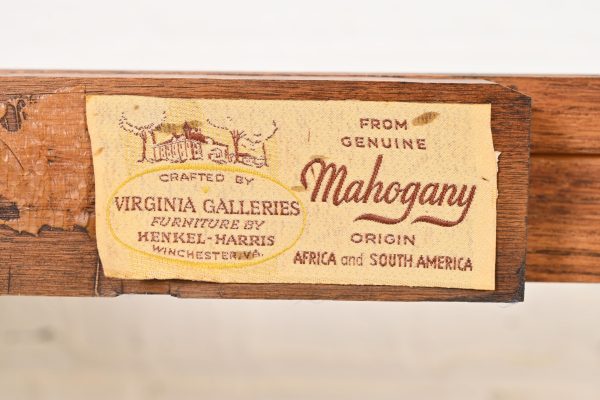 CRAFTED BY
VIRGINIA GALLERIES
FURNITURE BY
HENKEL-HARRIS
WINCHESTER, VA.
FROM
GENUINE
Mahogany
ORIGIN
AFRICA and SOUTH AMERICA